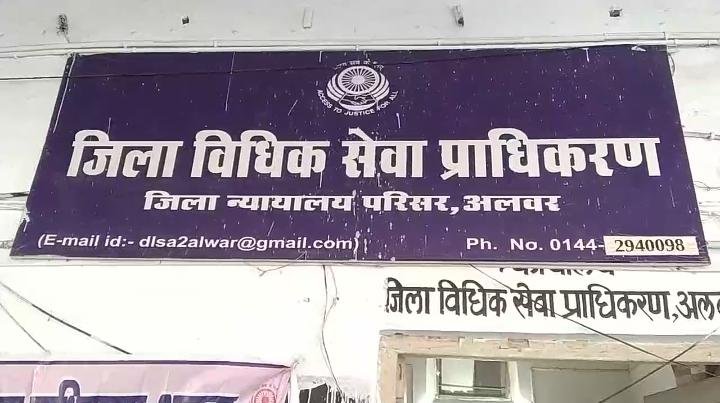 ACCESS TO JUSTICE FOR ALL
जिला विधिक सेवा प्राधिकरण
जिला न्यायालय परिसर,अलवर
(E-mail id:- dlsa2alwar@gmail.com) Ph. No. 0144-2940098
जिला विधिक सेवा प्राधिकरण,अल